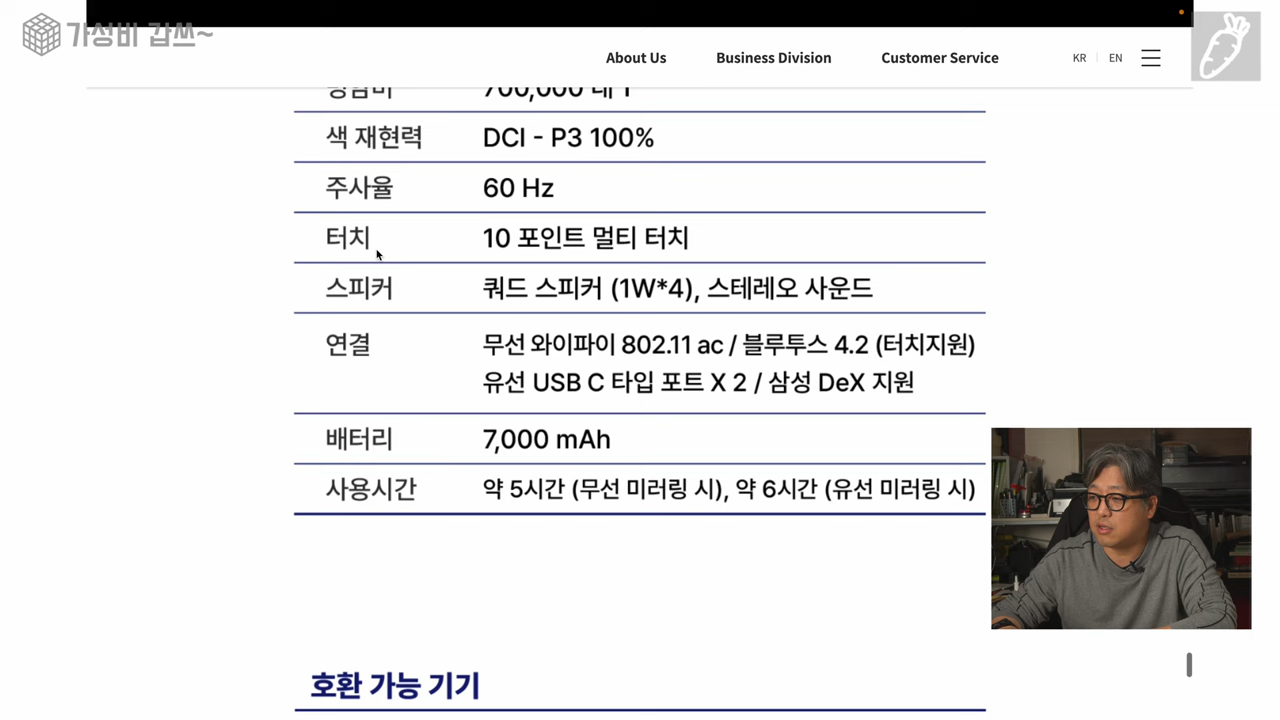 가성비 갑쓰~
About Us
Business Division
Customer Service
KR
EN
색 재현력 DCI - P3 100%
주사율 60 Hz
터치 10 포인트 멀티 터치
스피커 쿼드 스피커 (1W*4), 스테레오 사운드
연결 무선 와이파이 802.11 ac / 블루투스 4.2 (터치지원)
유선 USB C 타입 포트 X 2 / 삼성 DeX 지원
배터리 7,000 mAh
사용시간 약 5시간 (무선 미러링 시), 약 6시간 (유선 미러링 시)
호환 가능 기기